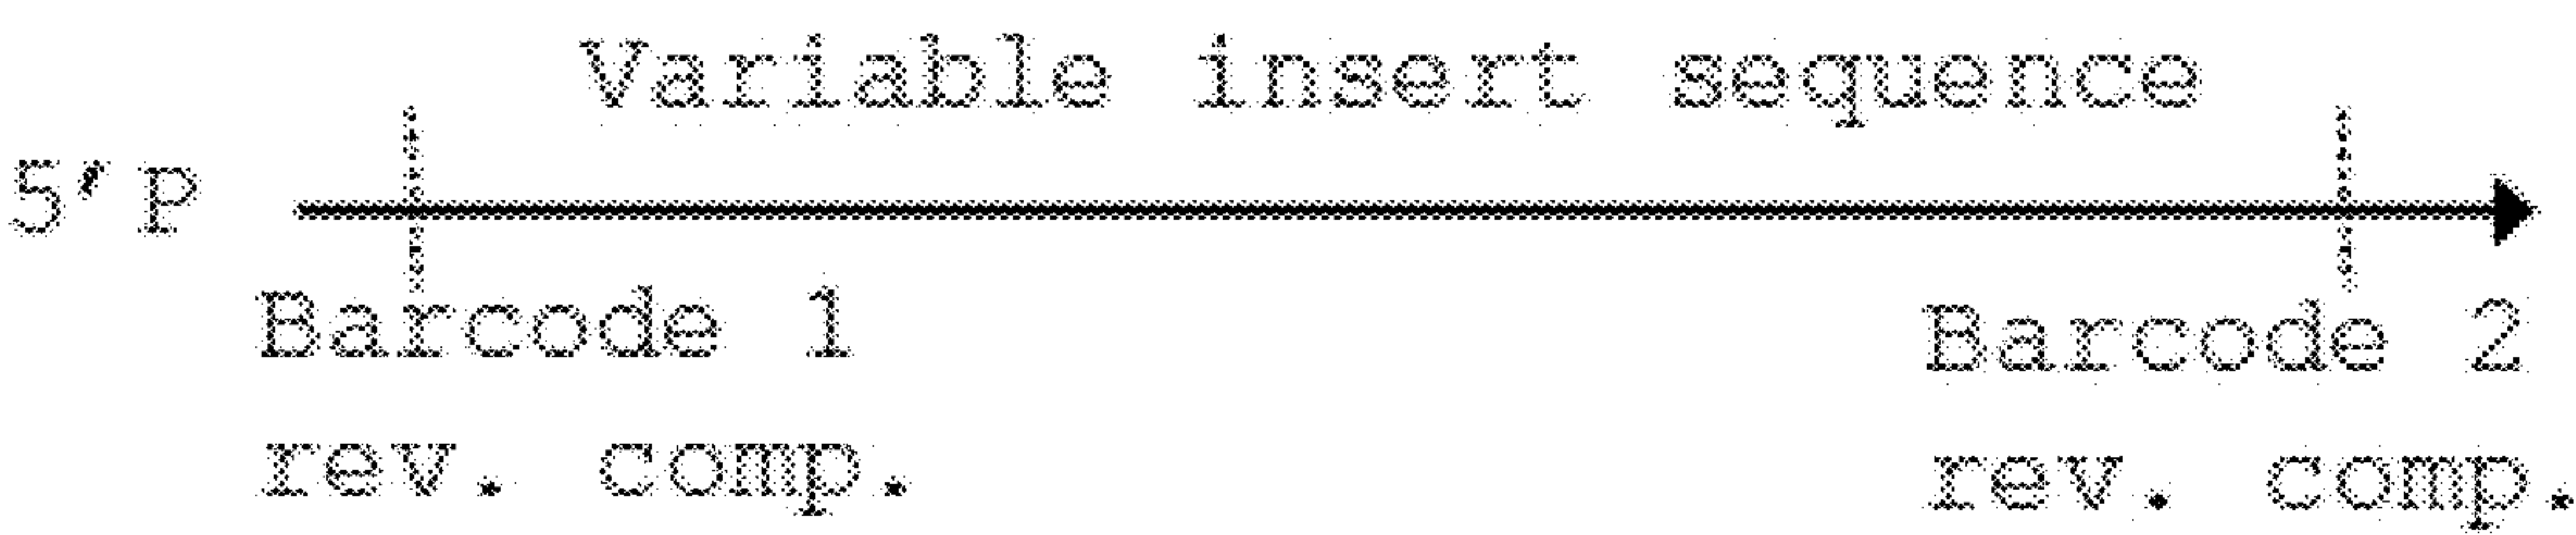 Variable insert sequence
5' P
Barcode 1
rev. comp.
Barcode 2
rev. comp.